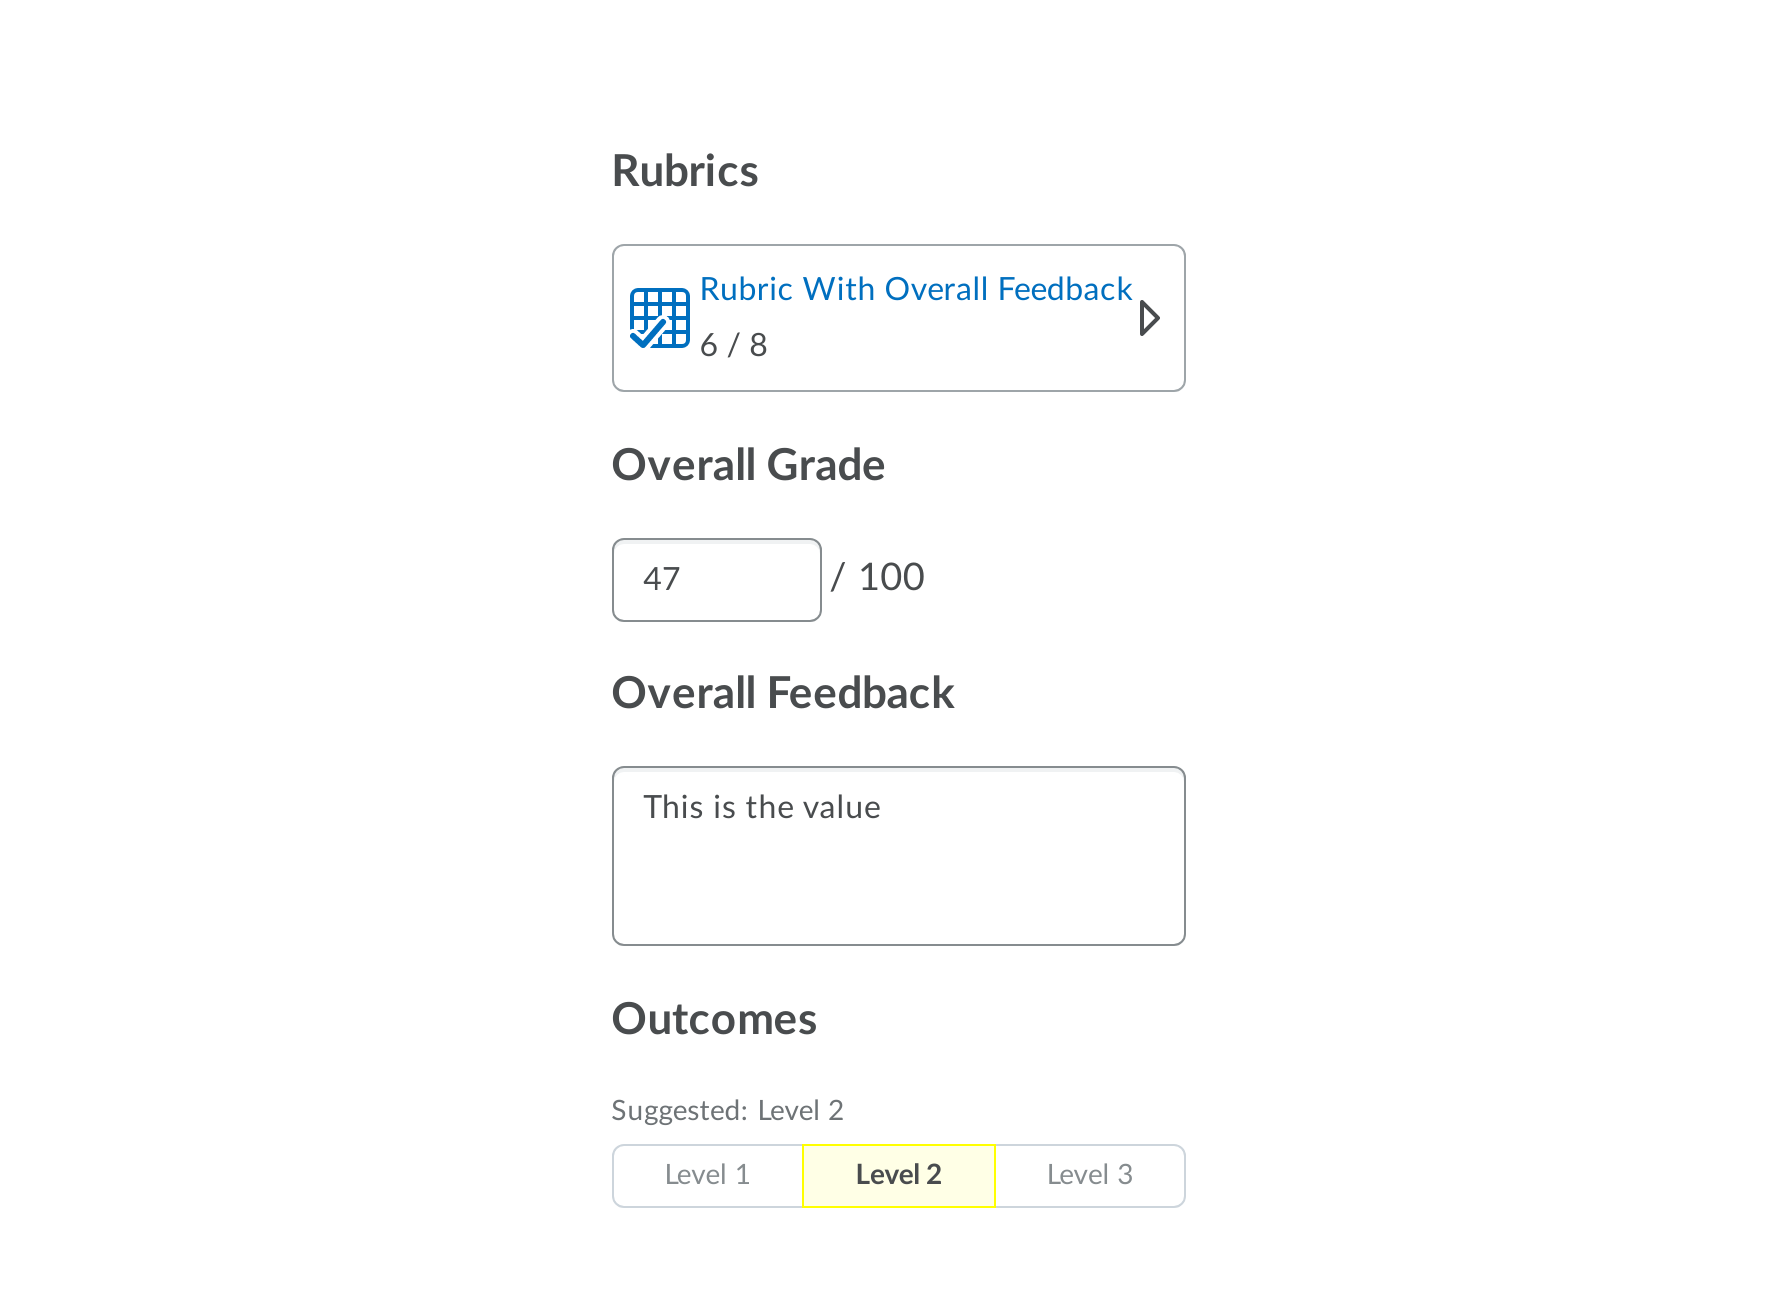 Rubrics
Rubric With Overall Feedback
6 / 8
Overall Grade
47 / 100
Overall Feedback
This is the value
Outcomes
Suggested: Level 2
Level 1 Level 2 Level 3